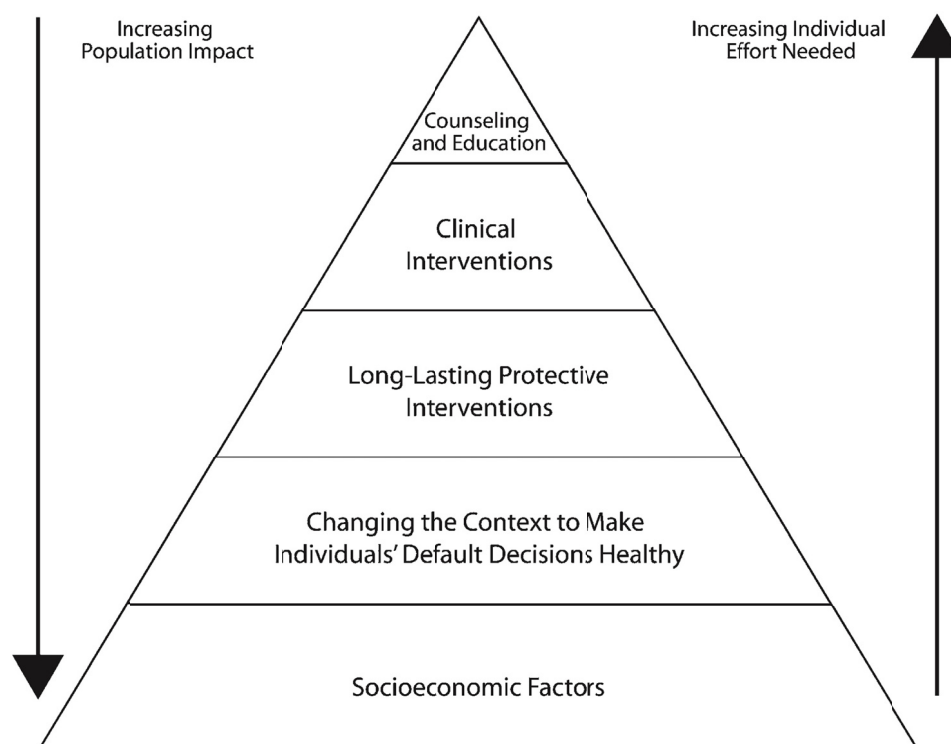 Increasing
Population Impact
Increasing Individual
Effort Needed
Counseling
and Education
Clinical
Interventions
Long-Lasting Protective
Interventions
Changing the Context to Make
Individuals' Default Decisions Healthy
Socioeconomic Factors